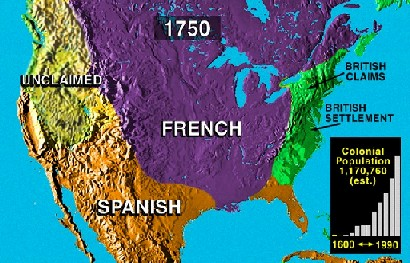 1750
UNCLAIMED
BRITISH
CLAIMS
BRITISH
SETTLEMENT
FRENCH
SPANISH
Colonial
Population
1,170,760
(est.)
1600 ↔ 1990